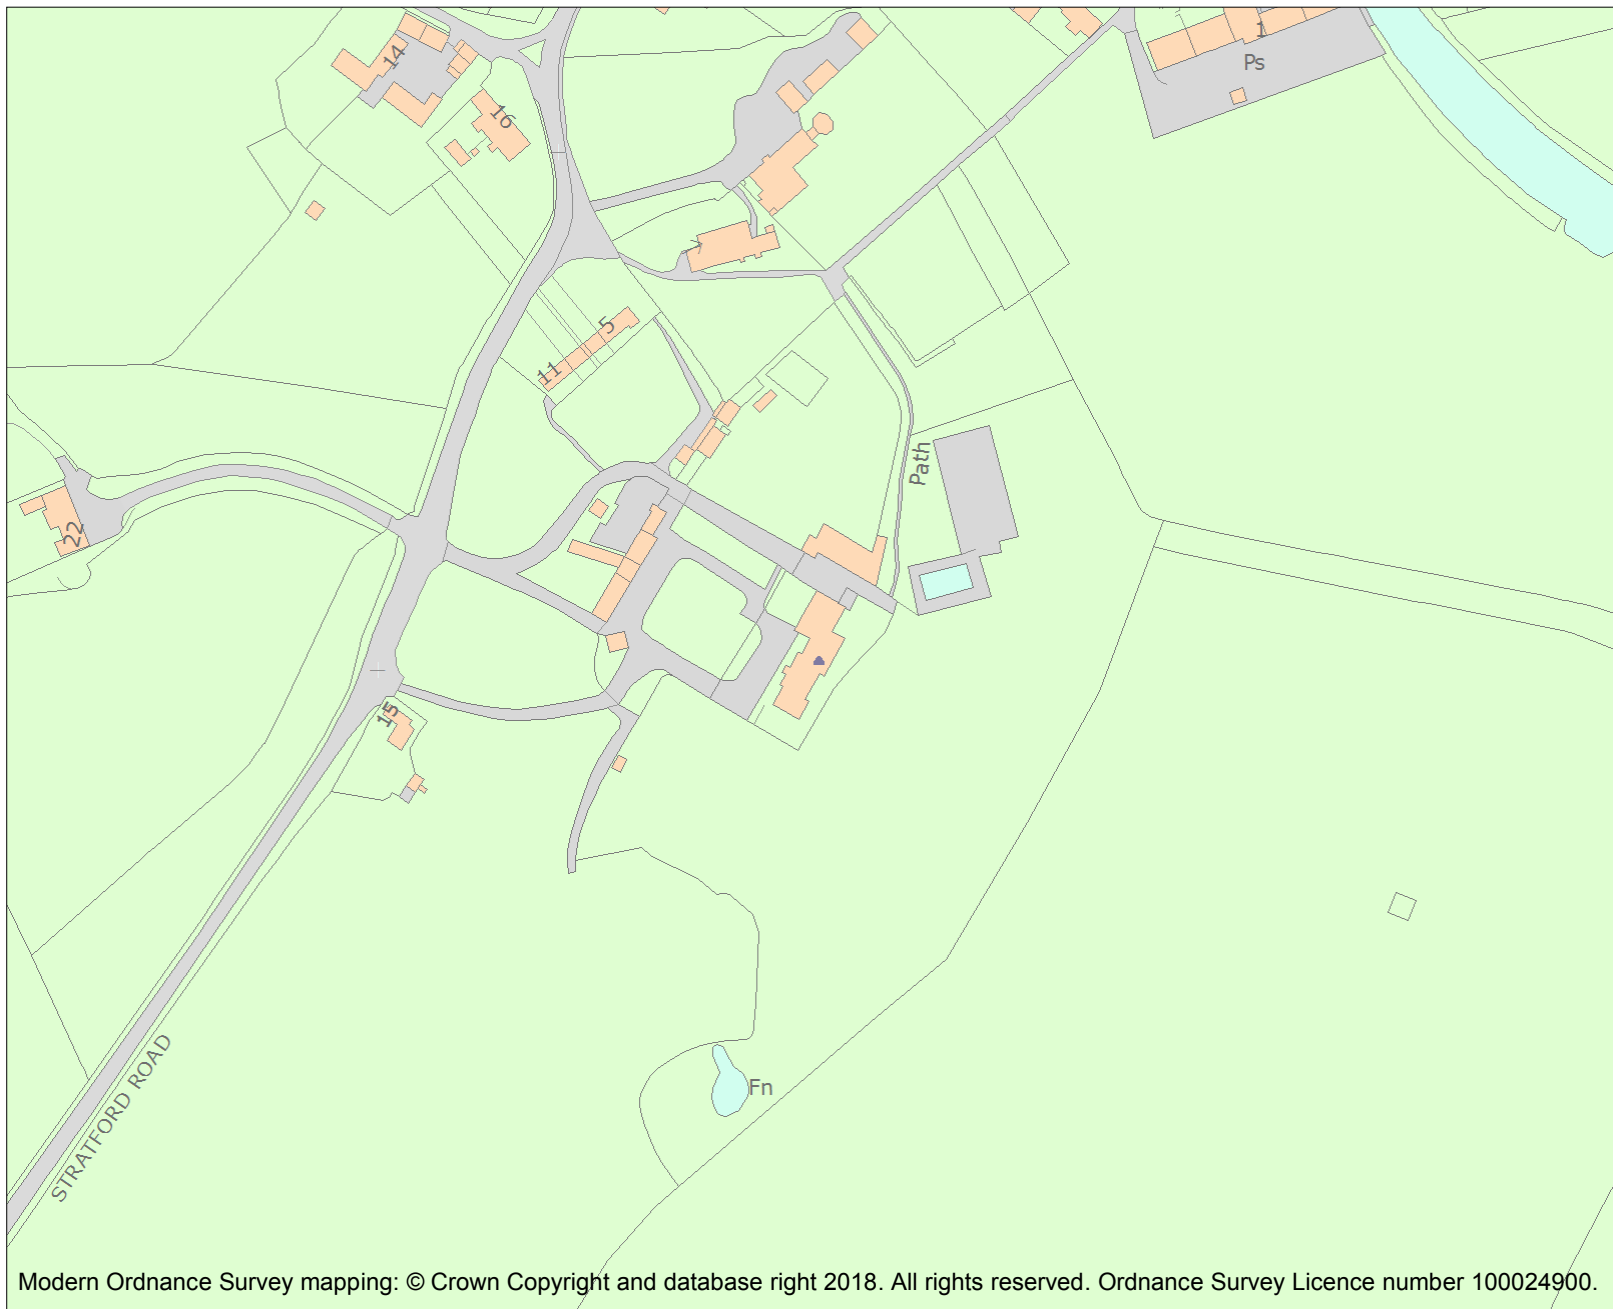 14
1
Ps
16
7
5
11
Path
22
15
Fn
STRATFORD ROAD
Modern Ordnance Survey mapping: © Crown Copyright and database right 2018. All rights reserved. Ordnance Survey Licence number 100024900.